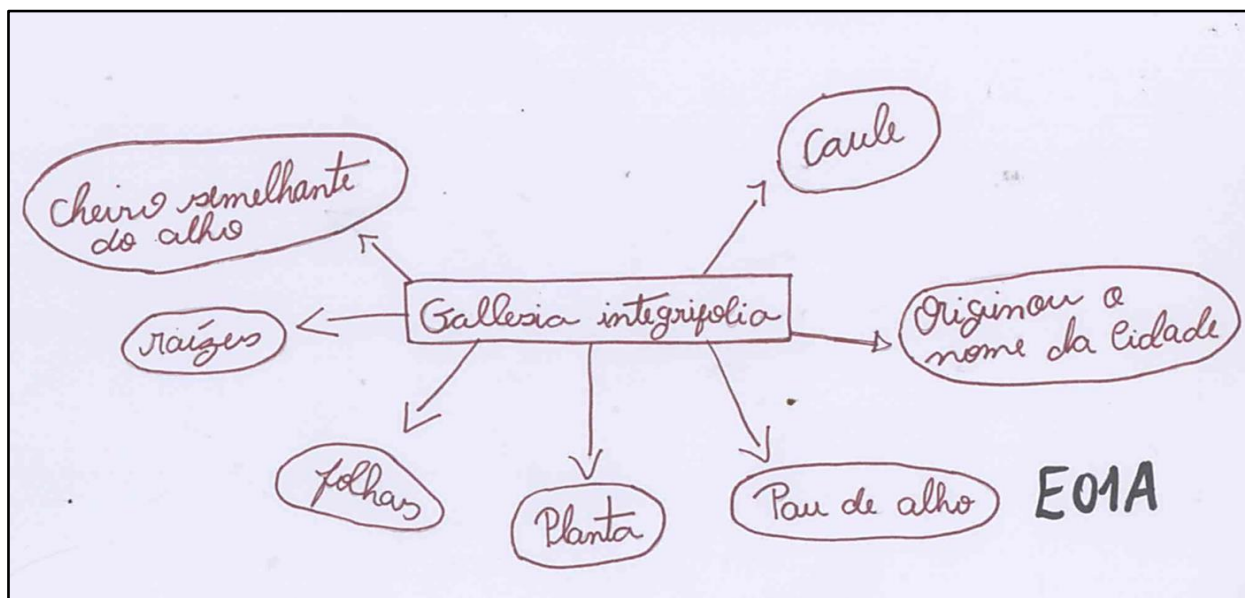 Caule
cheiro semelhante
do alho
Gallesia integrifolia
Originou o
nome da Cidade
raízes
folhas
Planta
Pau de alho
E01A